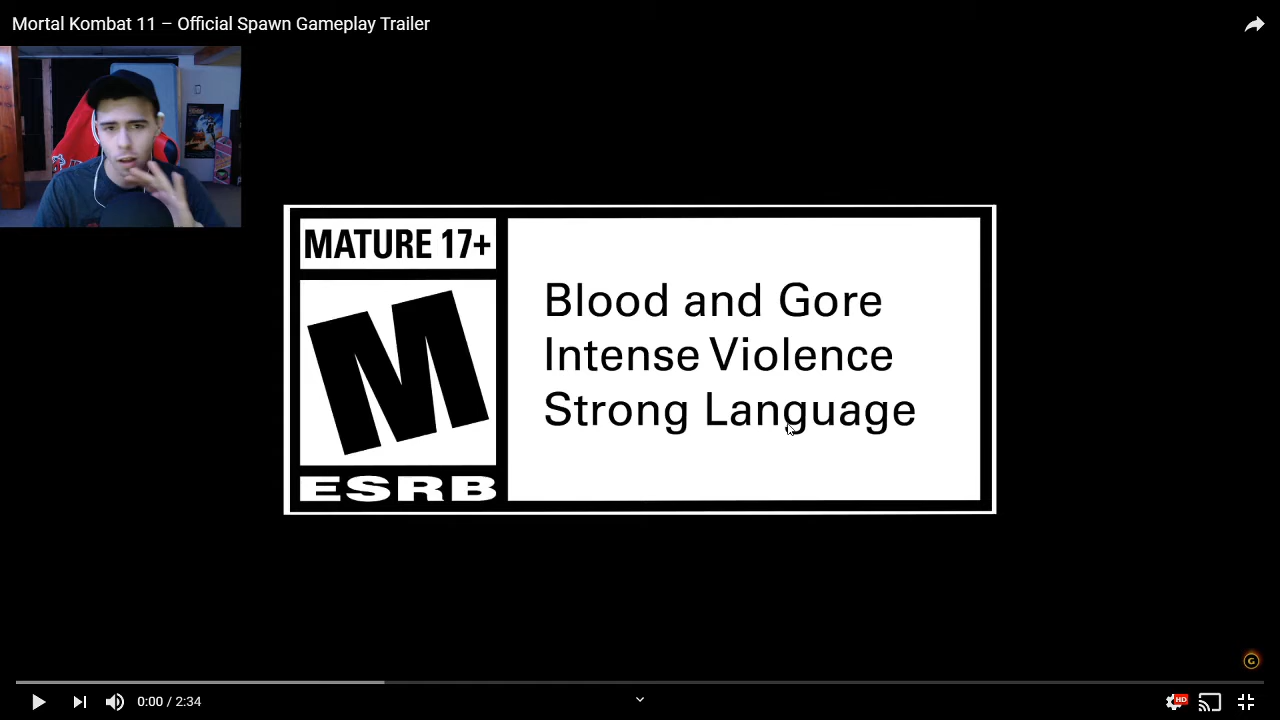 Mortal Kombat 11 – Official Spawn Gameplay Trailer
MATURE 17+
M
ESRB
Blood and Gore
Intense Violence
Strong Language
G
HD
0:00 / 2:34